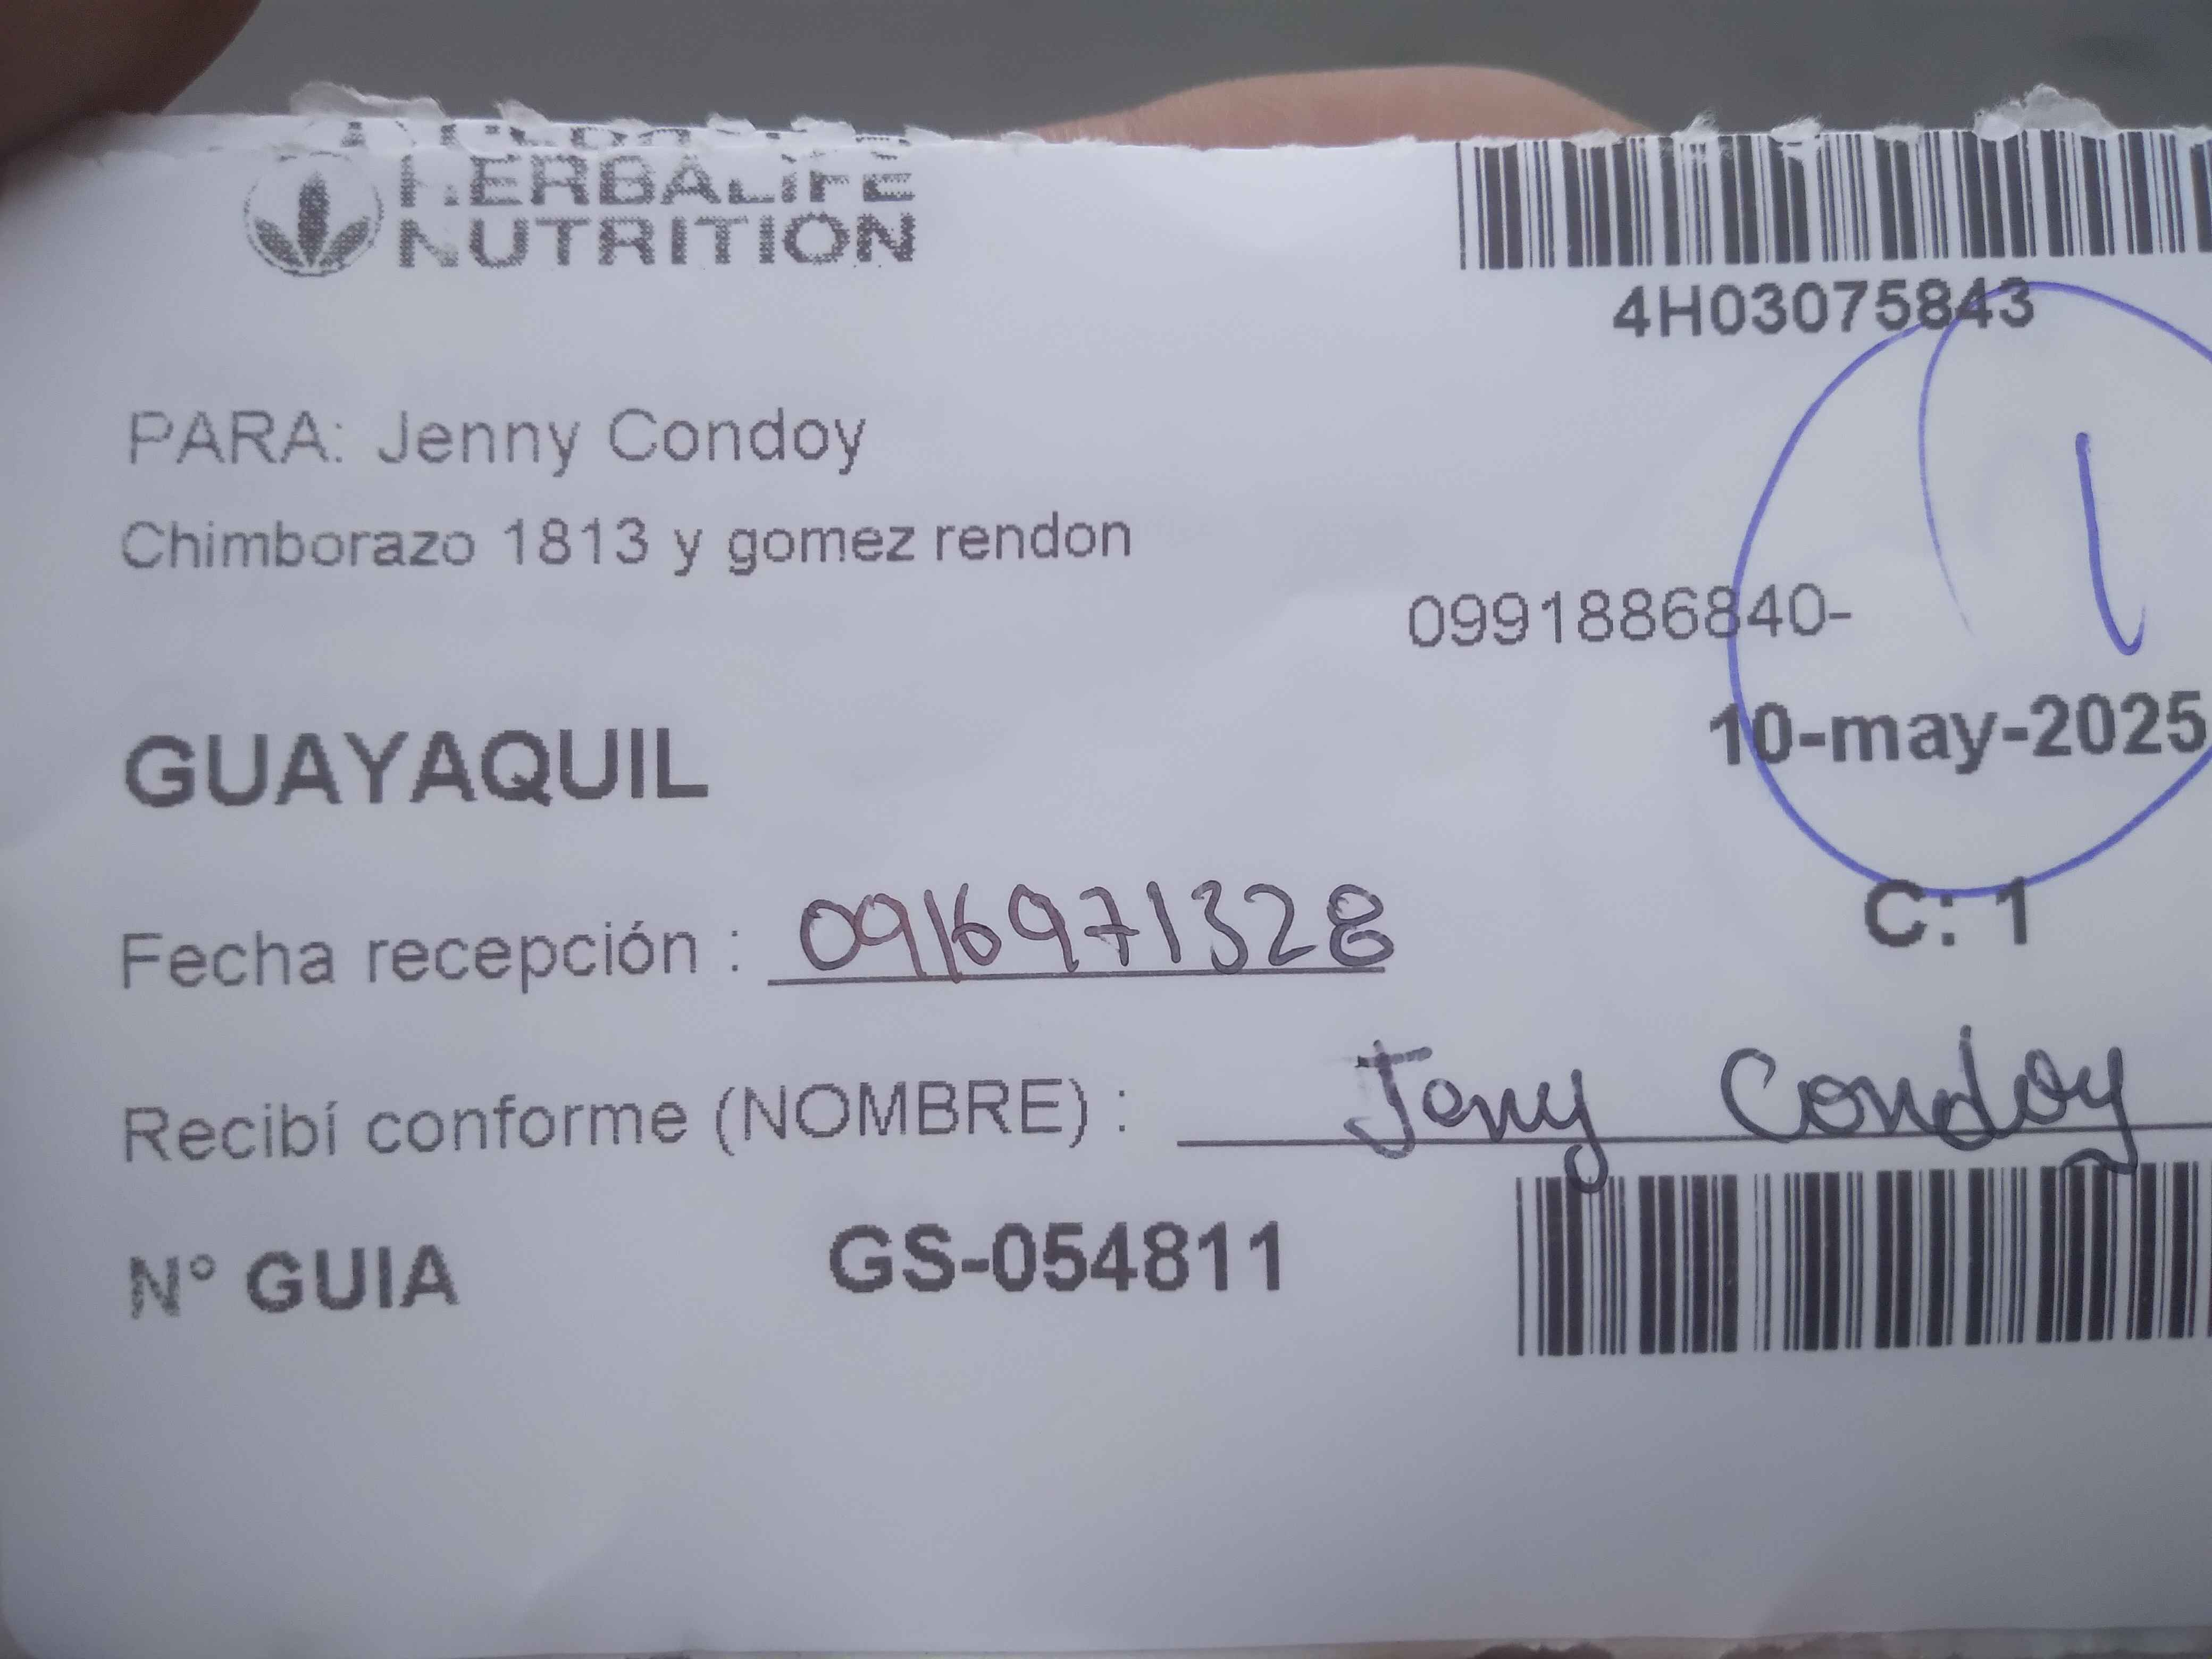 HERBALIFE
NUTRITION
4H03075843
PARA: Jenny Condoy
Chimborazo 1813 y gomez rendon
0991886840-
GUAYAQUIL
10-may-2025
1
C: 1
Fecha recepción : 0916971328
Recibí conforme (NOMBRE) : Jeny Condoy
N° GUIA GS-054811